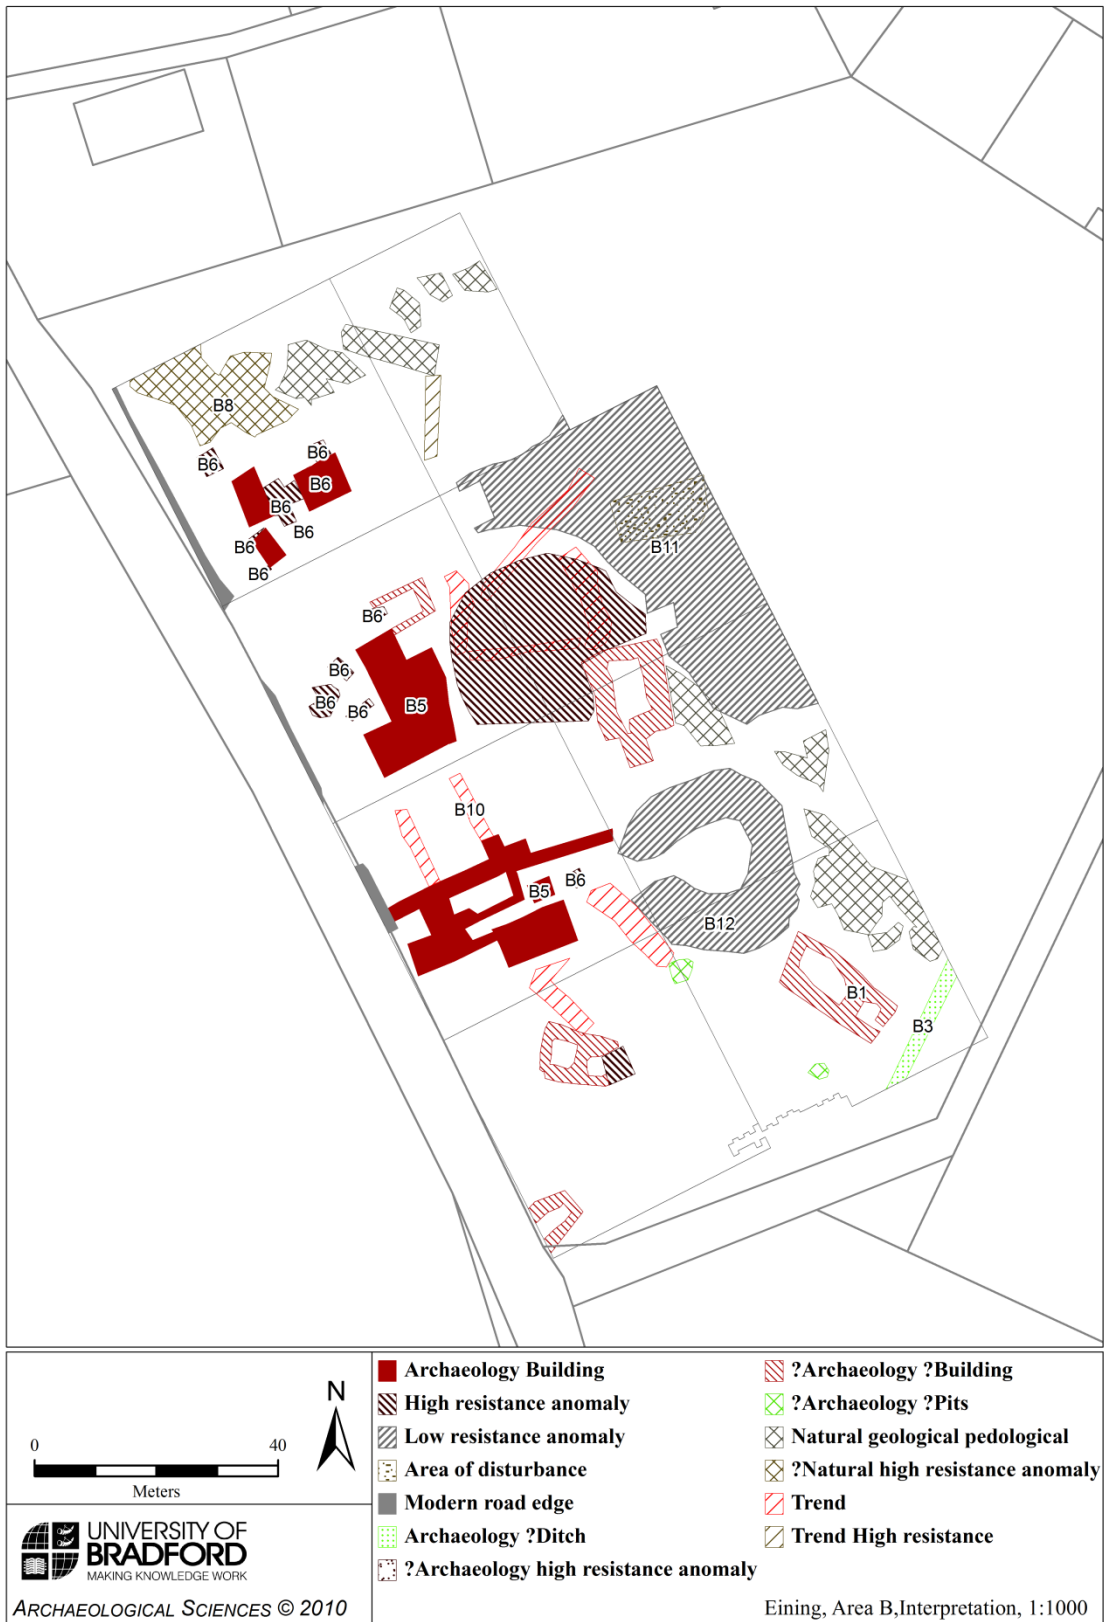 B8
B6
B6
B6
B6
B6
B6
B6
B11
B6
B6
B6
B6
B5
B10
B6
B5
B12
B1
B3
N
0 40
Meters
UNIVERSITY OF
BRADFORD
MAKING KNOWLEDGE WORK
ARCHAEOLOGICAL SCIENCES © 2010
Archaeology Building
High resistance anomaly
Low resistance anomaly
Area of disturbance
Modern road edge
Archaeology ?Ditch
?Archaeology high resistance anomaly
?Archaeology ?Building
?Archaeology ?Pits
Natural geological pedological
?Natural high resistance anomaly
Trend
Trend High resistance
Eining, Area B,Interpretation, 1:1000